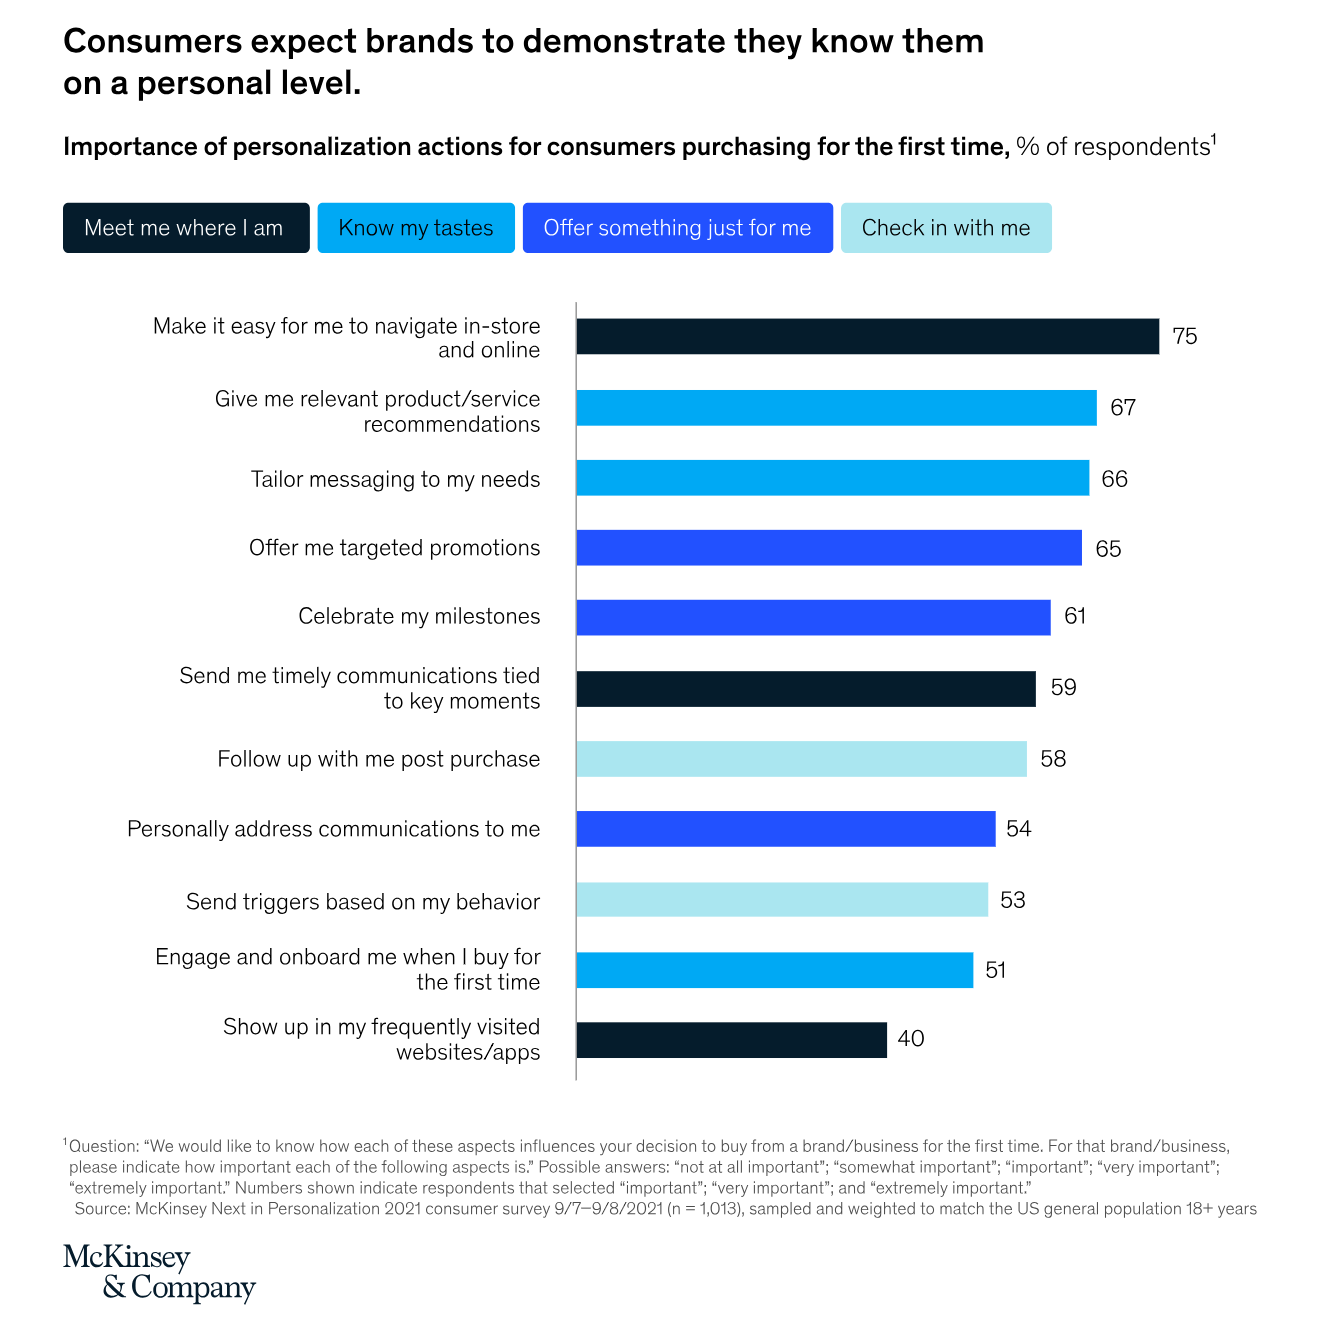 Consumers expect brands to demonstrate they know them
on a personal level.
Importance of personalization actions for consumers purchasing for the first time, % of respondents¹
Meet me where I am
Know my tastes
Offer something just for me
Check in with me
Make it easy for me to navigate in-store
and online
75
Give me relevant product/service
recommendations
67
Tailor messaging to my needs
66
Offer me targeted promotions
65
Celebrate my milestones
61
Send me timely communications tied
to key moments
59
Follow up with me post purchase
58
Personally address communications to me
54
Send triggers based on my behavior
53
Engage and onboard me when I buy for
the first time
51
Show up in my frequently visited
websites/apps
40
¹Question: “We would like to know how each of these aspects influences your decision to buy from a brand/business for the first time. For that brand/business,
please indicate how important each of the following aspects is.” Possible answers: “not at all important”; “somewhat important”; “important”; “very important”;
“extremely important.” Numbers shown indicate respondents that selected “important”; “very important”; and “extremely important.”
Source: McKinsey Next in Personalization 2021 consumer survey 9/7–9/8/2021 (n = 1,013), sampled and weighted to match the US general population 18+ years
McKinsey
& Company